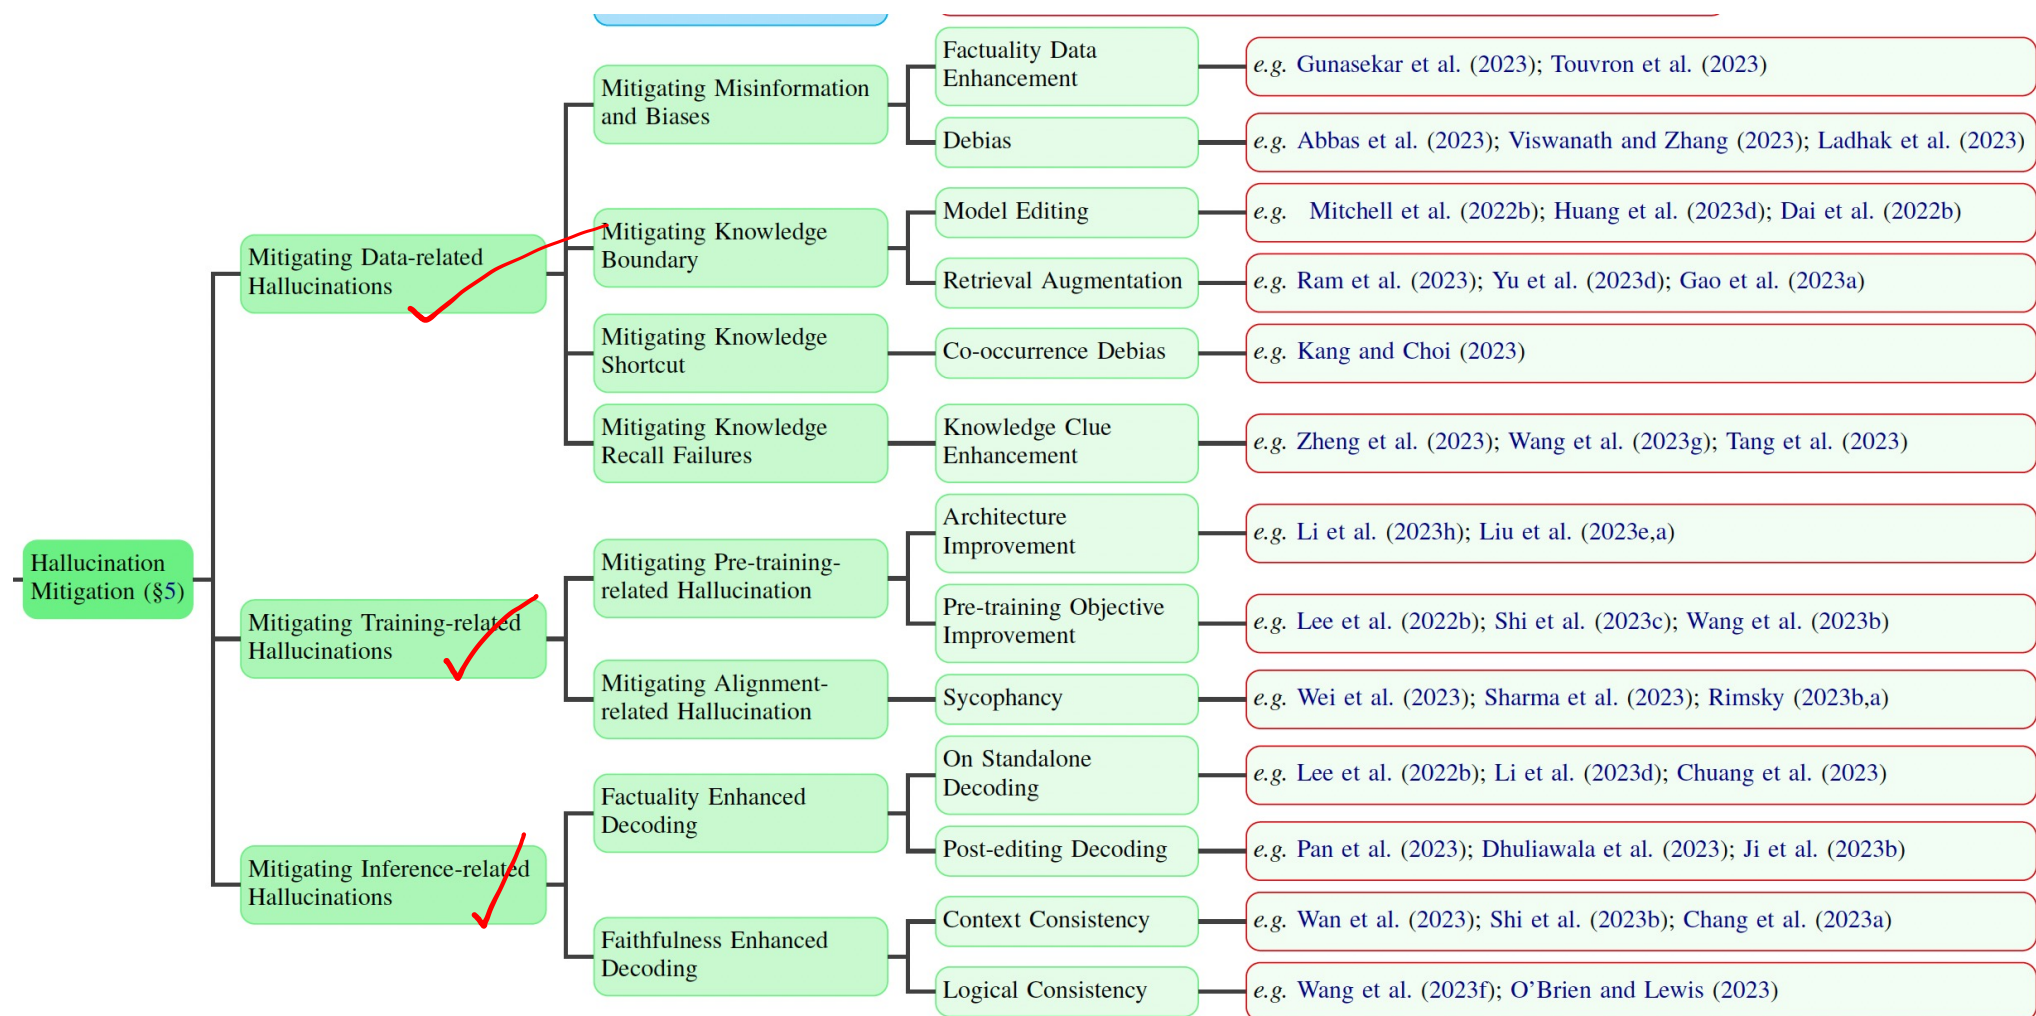 Factuality Data
Enhancement
e.g. Gunasekar et al. (2023); Touvron et al. (2023)
Mitigating Misinformation
and Biases
Debias
e.g. Abbas et al. (2023); Viswanath and Zhang (2023); Ladhak et al. (2023)
Model Editing
e.g. Mitchell et al. (2022b); Huang et al. (2023d); Dai et al. (2022b)
Mitigating Data-related
Hallucinations
Mitigating Knowledge
Boundary
Retrieval Augmentation
e.g. Ram et al. (2023); Yu et al. (2023d); Gao et al. (2023a)
Mitigating Knowledge
Shortcut
Co-occurrence Debias
e.g. Kang and Choi (2023)
Mitigating Knowledge
Recall Failures
Knowledge Clue
Enhancement
e.g. Zheng et al. (2023); Wang et al. (2023g); Tang et al. (2023)
Hallucination
Mitigation (§5)
Architecture
Improvement
e.g. Li et al. (2023h); Liu et al. (2023e,a)
Mitigating Pre-training-
related Hallucination
Mitigating Training-related
Hallucinations
Pre-training Objective
Improvement
e.g. Lee et al. (2022b); Shi et al. (2023c); Wang et al. (2023b)
Mitigating Alignment-
related Hallucination
Sycophancy
e.g. Wei et al. (2023); Sharma et al. (2023); Rimsky (2023b,a)
On Standalone
Decoding
e.g. Lee et al. (2022b); Li et al. (2023d); Chuang et al. (2023)
Factuality Enhanced
Decoding
Post-editing Decoding
e.g. Pan et al. (2023); Dhuliawala et al. (2023); Ji et al. (2023b)
Mitigating Inference-related
Hallucinations
Context Consistency
e.g. Wan et al. (2023); Shi et al. (2023b); Chang et al. (2023a)
Faithfulness Enhanced
Decoding
Logical Consistency
e.g. Wang et al. (2023f); O'Brien and Lewis (2023)